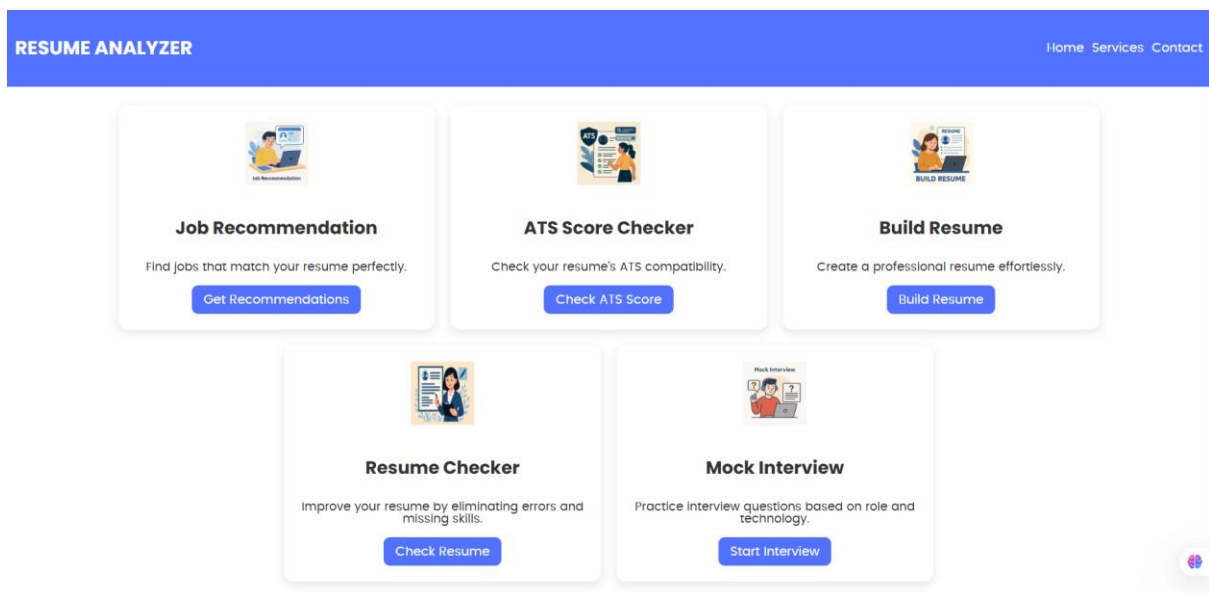 RESUME ANALYZER
Home Services Contact
Job Recommendation
ATS
RESUME
BUILD RESUME
Job Recommendation
ATS Score Checker
Build Resume
Find jobs that match your resume perfectly.
Check your resume's ATS compatibility.
Create a professional resume effortlessly.
Get Recommendations
Check ATS Score
Build Resume
Mock Interview
Resume Checker
Mock Interview
Improve your resume by eliminating errors and
missing skills.
Practice interview questions based on role and
technology.
Check Resume
Start Interview